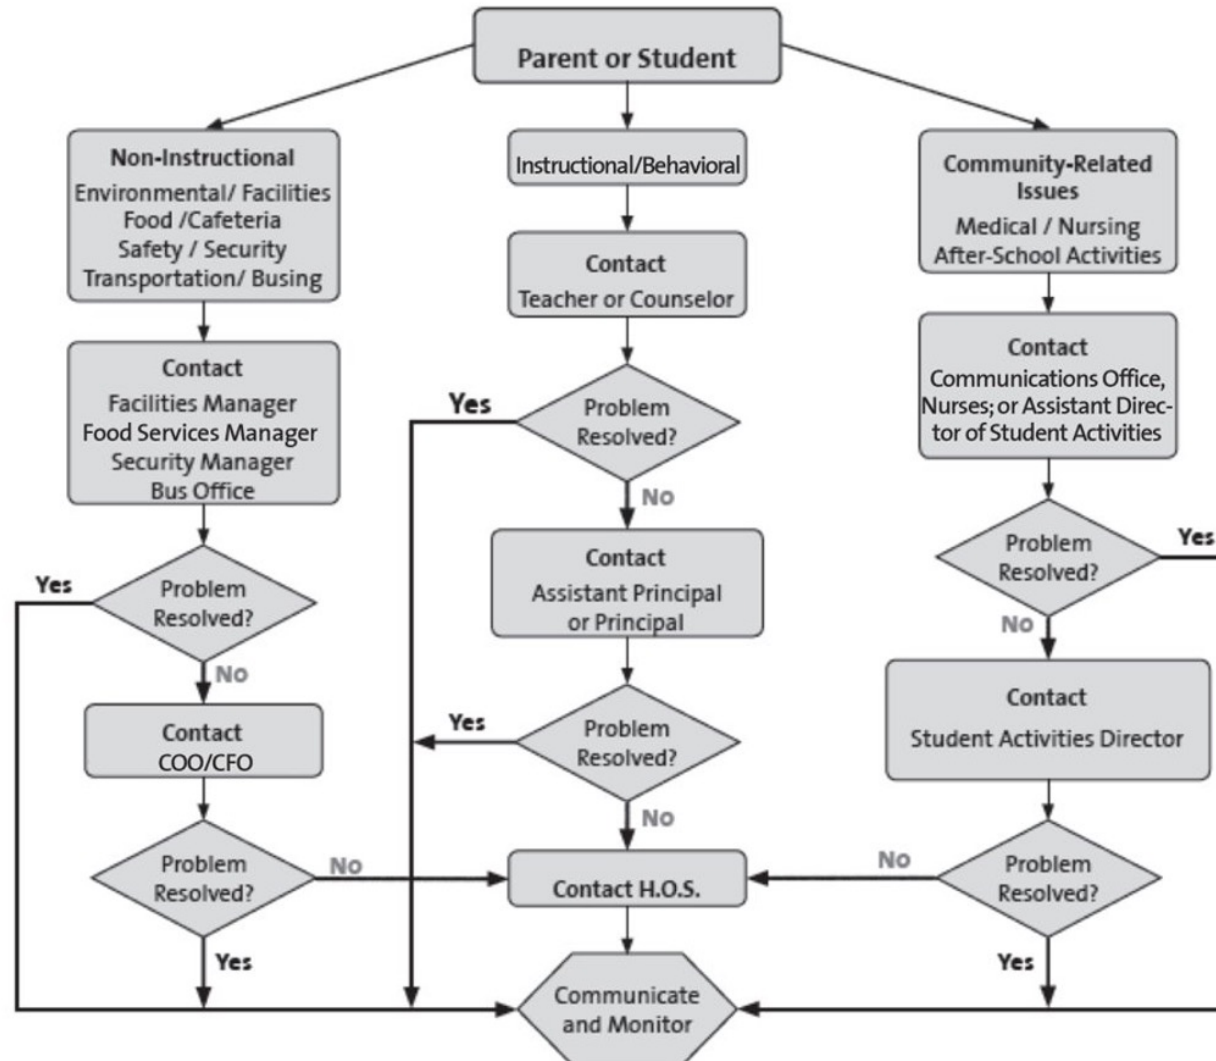 Parent or Student
Non-Instructional
Environmental/ Facilities
Food /Cafeteria
Safety / Security
Transportation/ Busing
Contact
Facilities Manager
Food Services Manager
Security Manager
Bus Office
Problem
Resolved?
Yes
No
Contact
COO/CFO
Problem
Resolved?
No
Yes
Instructional/Behavioral
Contact
Teacher or Counselor
Problem
Resolved?
Yes
No
Contact
Assistant Principal
or Principal
Problem
Resolved?
Yes
No
Contact H.O.S.
Communicate
and Monitor
Community-Related
Issues
Medical / Nursing
After-School Activities
Contact
Communications Office,
Nurses; or Assistant Direc-
tor of Student Activities
Problem
Resolved?
Yes
No
Contact
Student Activities Director
Problem
Resolved?
No
Yes